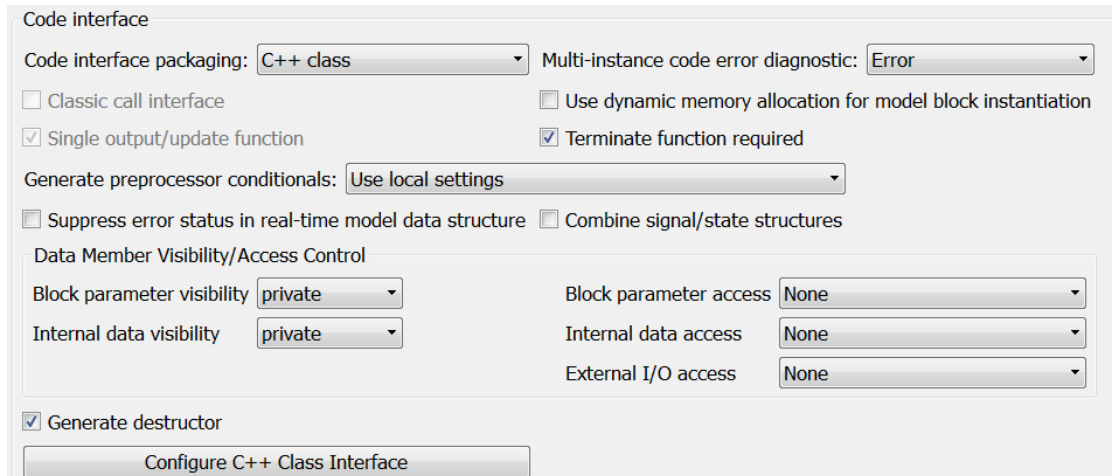 Code interface
Code interface packaging: C++ class Multi-instance code error diagnostic: Error
Classic call interface Use dynamic memory allocation for model block instantiation
Single output/update function Terminate function required
Generate preprocessor conditionals: Use local settings
Suppress error status in real-time model data structure Combine signal/state structures
Data Member Visibility/Access Control
Block parameter visibility private Block parameter access None
Internal data visibility private Internal data access None
External I/O access None
Generate destructor
Configure C++ Class Interface